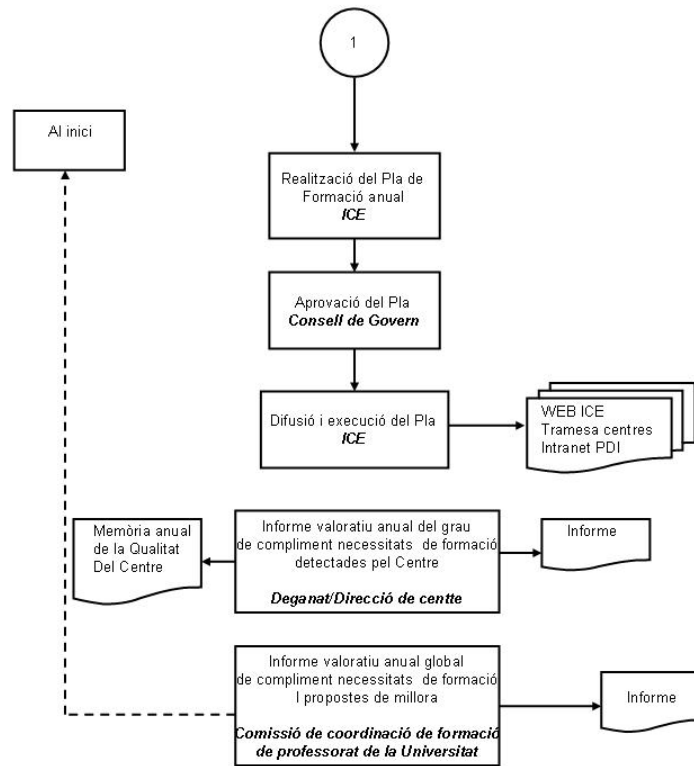 1
Al inici
Realització del Pla de
Formació anual
ICE
Aprovació del Pla
Consell de Govern
Difusió i execució del Pla
ICE
WEB ICE
Tramesa centres
Intranet PDI
Memòria anual
de la Qualitat
Del Centre
Informe valoratiu anual del grau
de compliment necessitats de formació
detectades pel Centre
Deganat/Direcció de centte
Informe
Informe valoratiu anual global
de compliment necessitats de formació
I propostes de millora
Comissió de coordinació de formació
de professorat de la Universitat
Informe